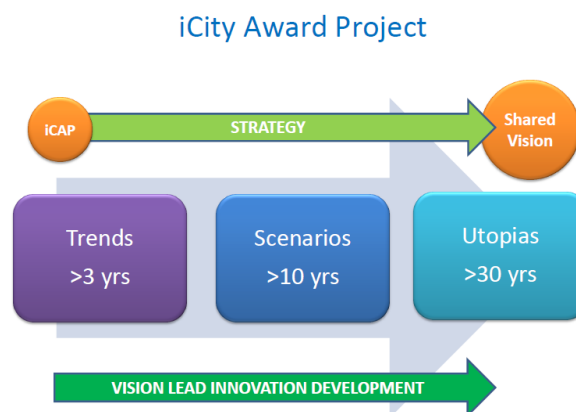 iCity Award Project
iCAP
STRATEGY
Shared
Vision
Trends
>3 yrs
Scenarios
>10 yrs
Utopias
>30 yrs
VISION LEAD INNOVATION DEVELOPMENT